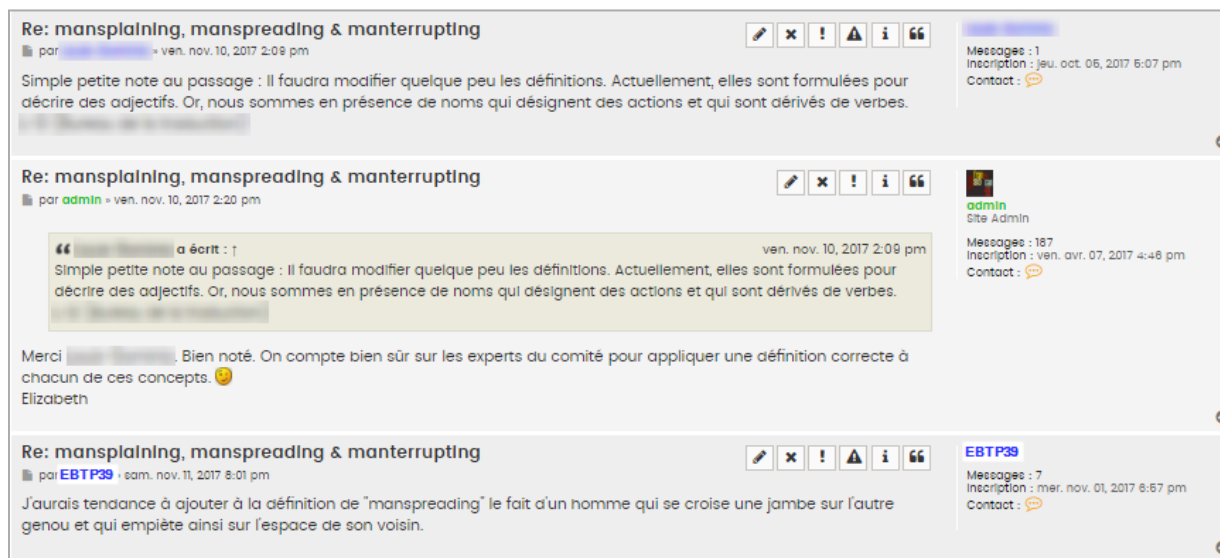 Re: mansplaining, manspreading & manterrupting
par » ven. nov. 10, 2017 2:09 pm
Simple petite note au passage : Il faudra modifier quelque peu les définitions. Actuellement, elles sont formulées pour
décrire des adjectifs. Or, nous sommes en présence de noms qui désignent des actions et qui sont dérivés de verbes.
Messages : 1
Inscription : jeu. oct. 05, 2017 5:07 pm
Contact :
Re: mansplaining, manspreading & manterrupting
par admin » ven. nov. 10, 2017 2:20 pm
a écrit : ↑ ven. nov. 10, 2017 2:09 pm
Simple petite note au passage : Il faudra modifier quelque peu les définitions. Actuellement, elles sont formulées pour
décrire des adjectifs. Or, nous sommes en présence de noms qui désignent des actions et qui sont dérivés de verbes.
Merci . Bien noté. On compte bien sûr sur les experts du comité pour appliquer une définition correcte à
chacun de ces concepts.
Elizabeth
admin
Site Admin
Messages : 187
Inscription : ven. avr. 07, 2017 4:46 pm
Contact :
Re: mansplaining, manspreading & manterrupting
par EBTP39 » sam. nov. 11, 2017 8:01 pm
J'aurais tendance à ajouter à la définition de "manspreading" le fait d'un homme qui se croise une jambe sur l'autre
genou et qui empiète ainsi sur l'espace de son voisin.
EBTP39
Messages : 7
Inscription : mer. nov. 01, 2017 6:57 pm
Contact :